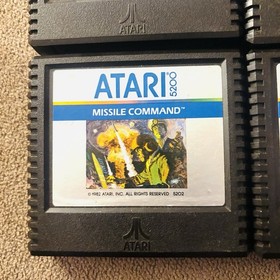 ATARI
ATARI 5200
MISSILE COMMAND™
© 1982 ATARI, INC. ALL RIGHTS RESERVED 5202
ATARI